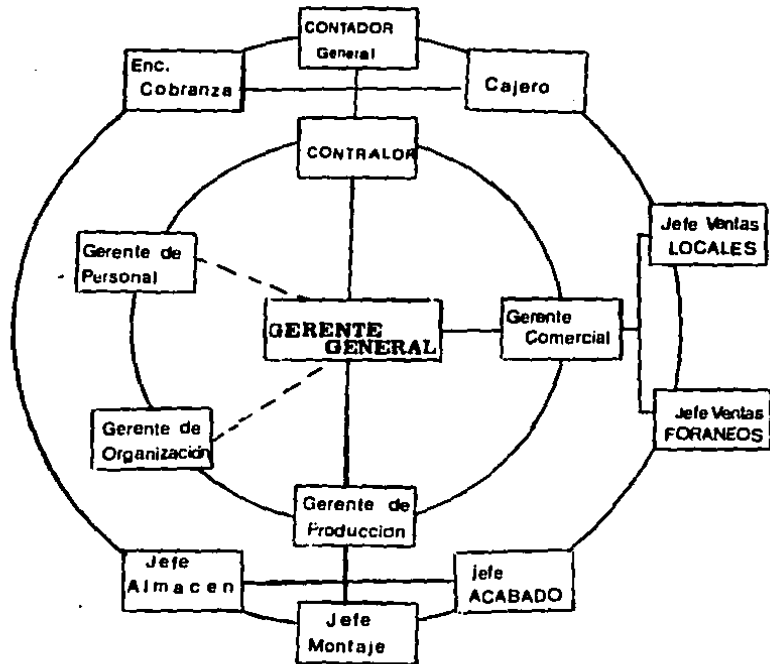 CONTADOR
General
Enc.
Cobranza
Cajero
CONTRALOR
Jefe Ventas
LOCALES
Gerente de
Personal
GERENTE
GENERAL
Gerente
Comercial
Jefe Ventas
FORANEOS
Gerente de
Organización
Gerente de
Producción
Jefe
Almacen
jefe
ACABADO
Jefe
Montaje